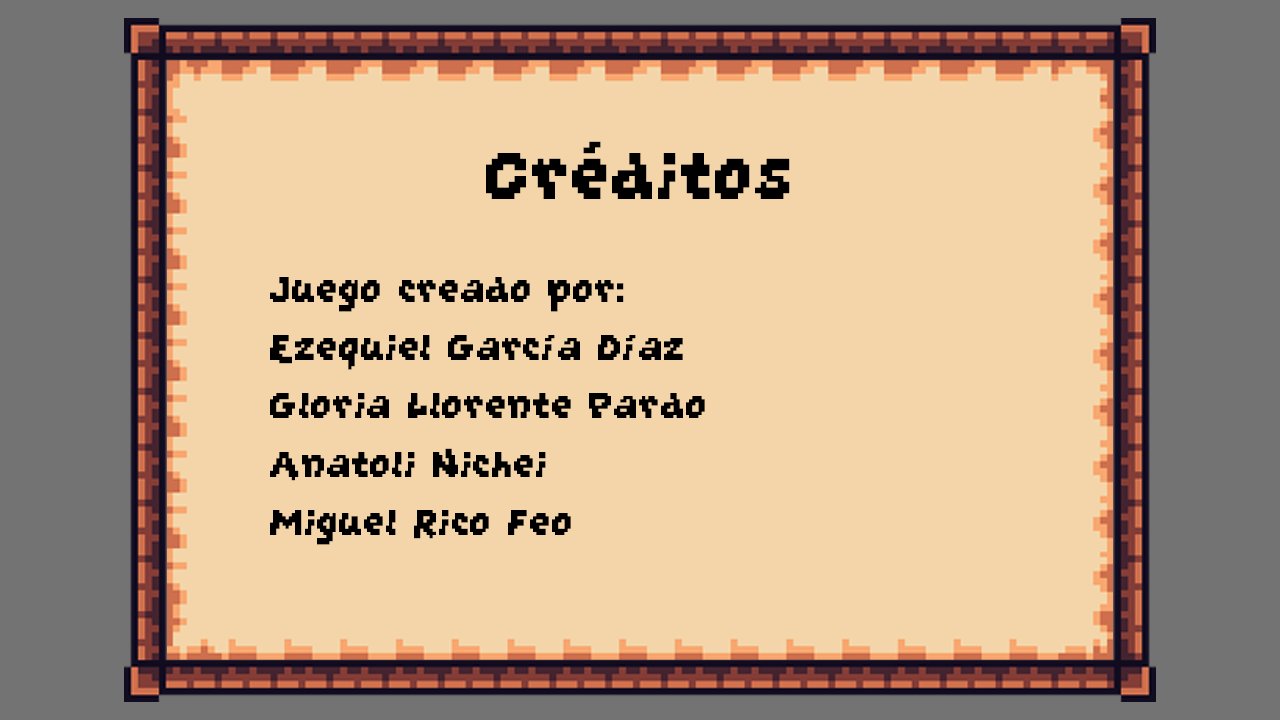 Créditos
Juego creado por:
Ezequiel García Díaz
Gloria Llorente Pardo
Anatoli Nichei
Miguel Rico Feo